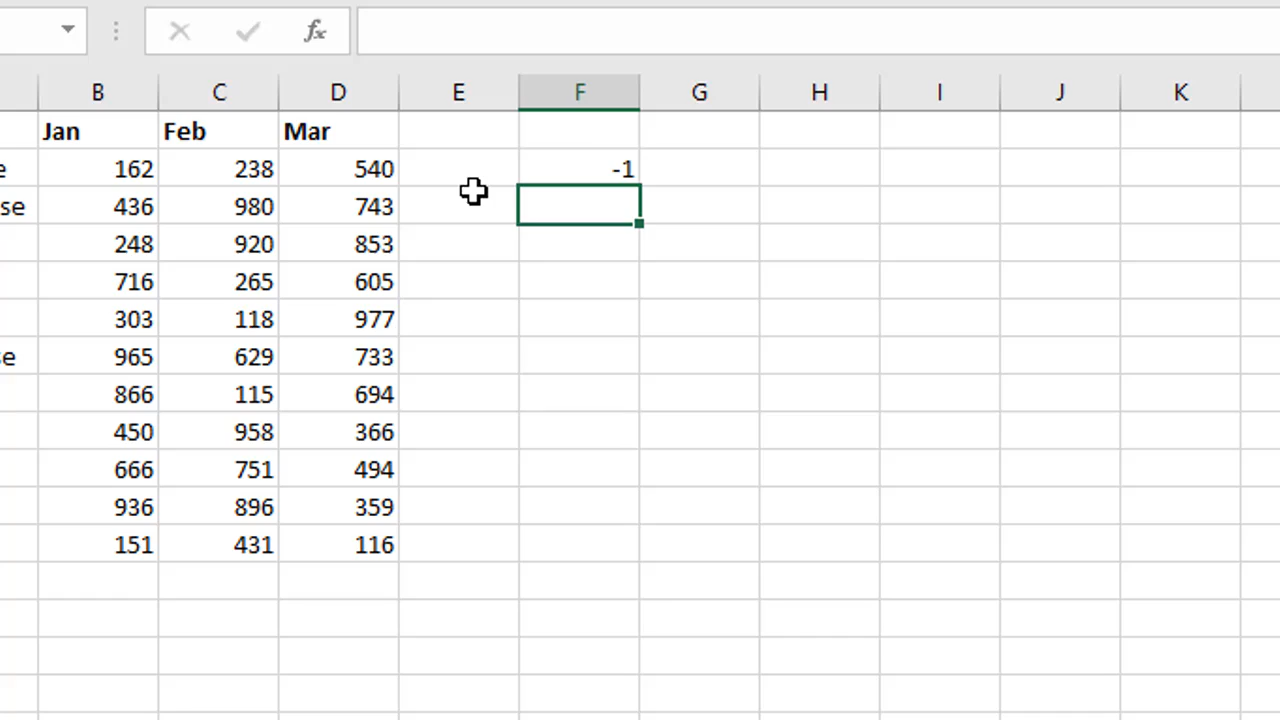 fx
B C D E F G H I J K
Jan Feb Mar
e 162 238 540 -1
se 436 980 743
248 920 853
716 265 605
303 118 977
se 965 629 733
866 115 694
450 958 366
666 751 494
936 896 359
151 431 116